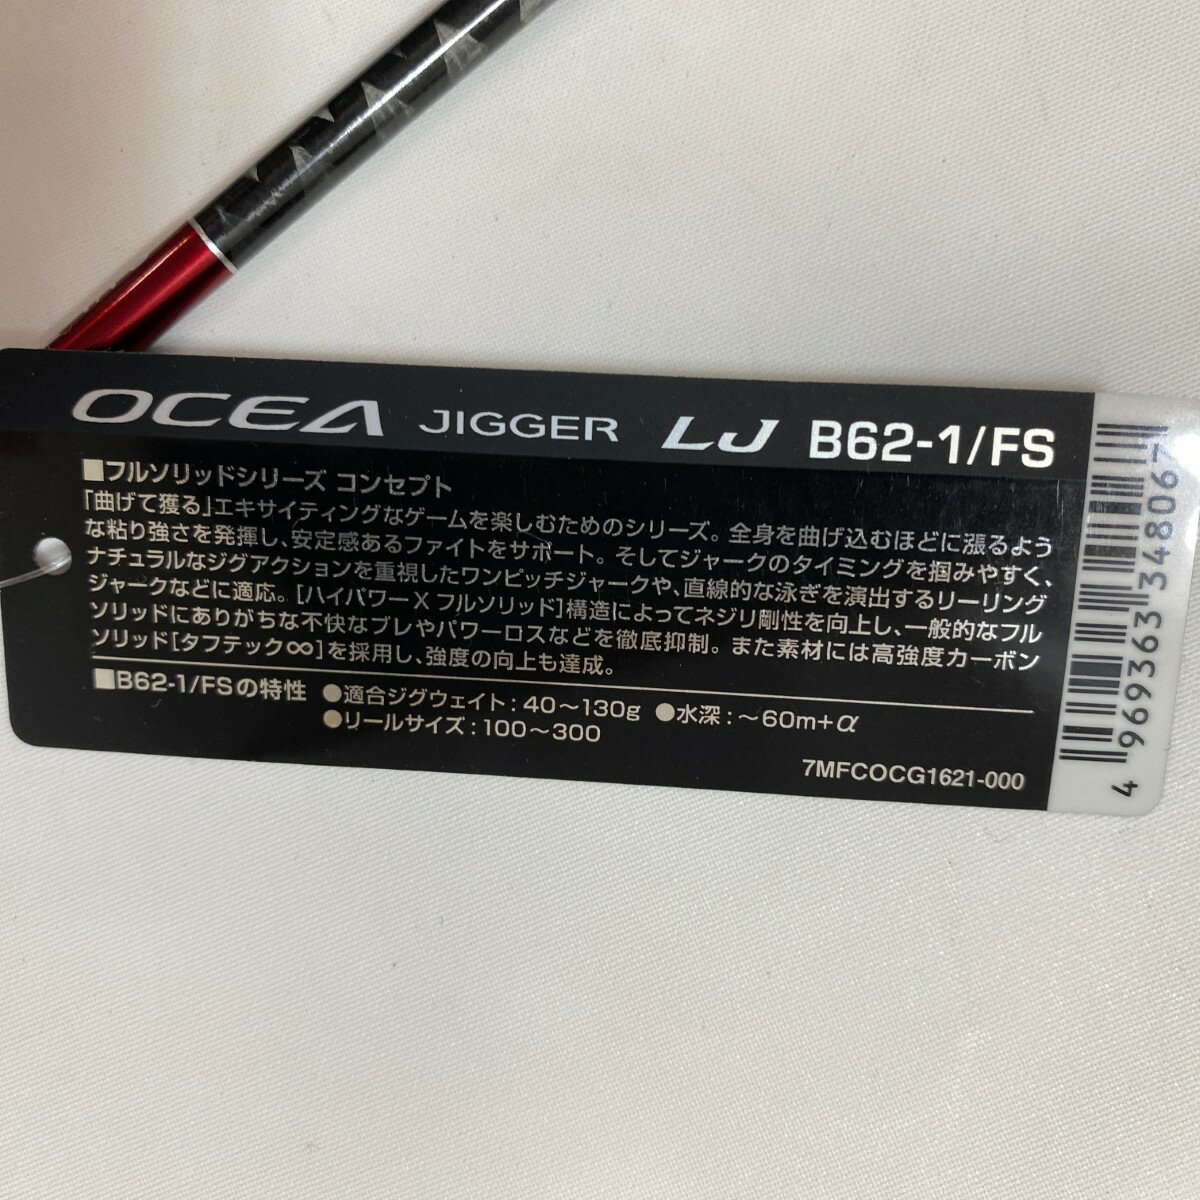 OCEA JIGGER LJ B62-1/FS
■フルソリッドシリーズ コンセプト
「曲げて獲る」エキサイティングなゲームを楽しむためのシリーズ。全身を曲げ込むほどに漲るよう
な粘り強さを発揮し、安定感あるファイトをサポート。そしてジャークのタイミングを掴みやすく、
ナチュラルなジグアクションを重視したワンピッチジャークや、直線的な泳ぎを演出するリーリング
ジャークなどに適応。[ハイパワーXフルソリッド]構造によってネジリ剛性を向上し、一般的なフル
ソリッドにありがちな不快なブレやパワーロスなどを徹底抑制。また素材には高強度カーボン
ソリッド[タフテック∞]を採用し、強度の向上も達成。
■B62-1/FSの特性 ●適合ジグウェイト:40〜130g ●水深:〜60m+α
●リールサイズ:100〜300
7MFCOCG1621-000
4 969363 348067